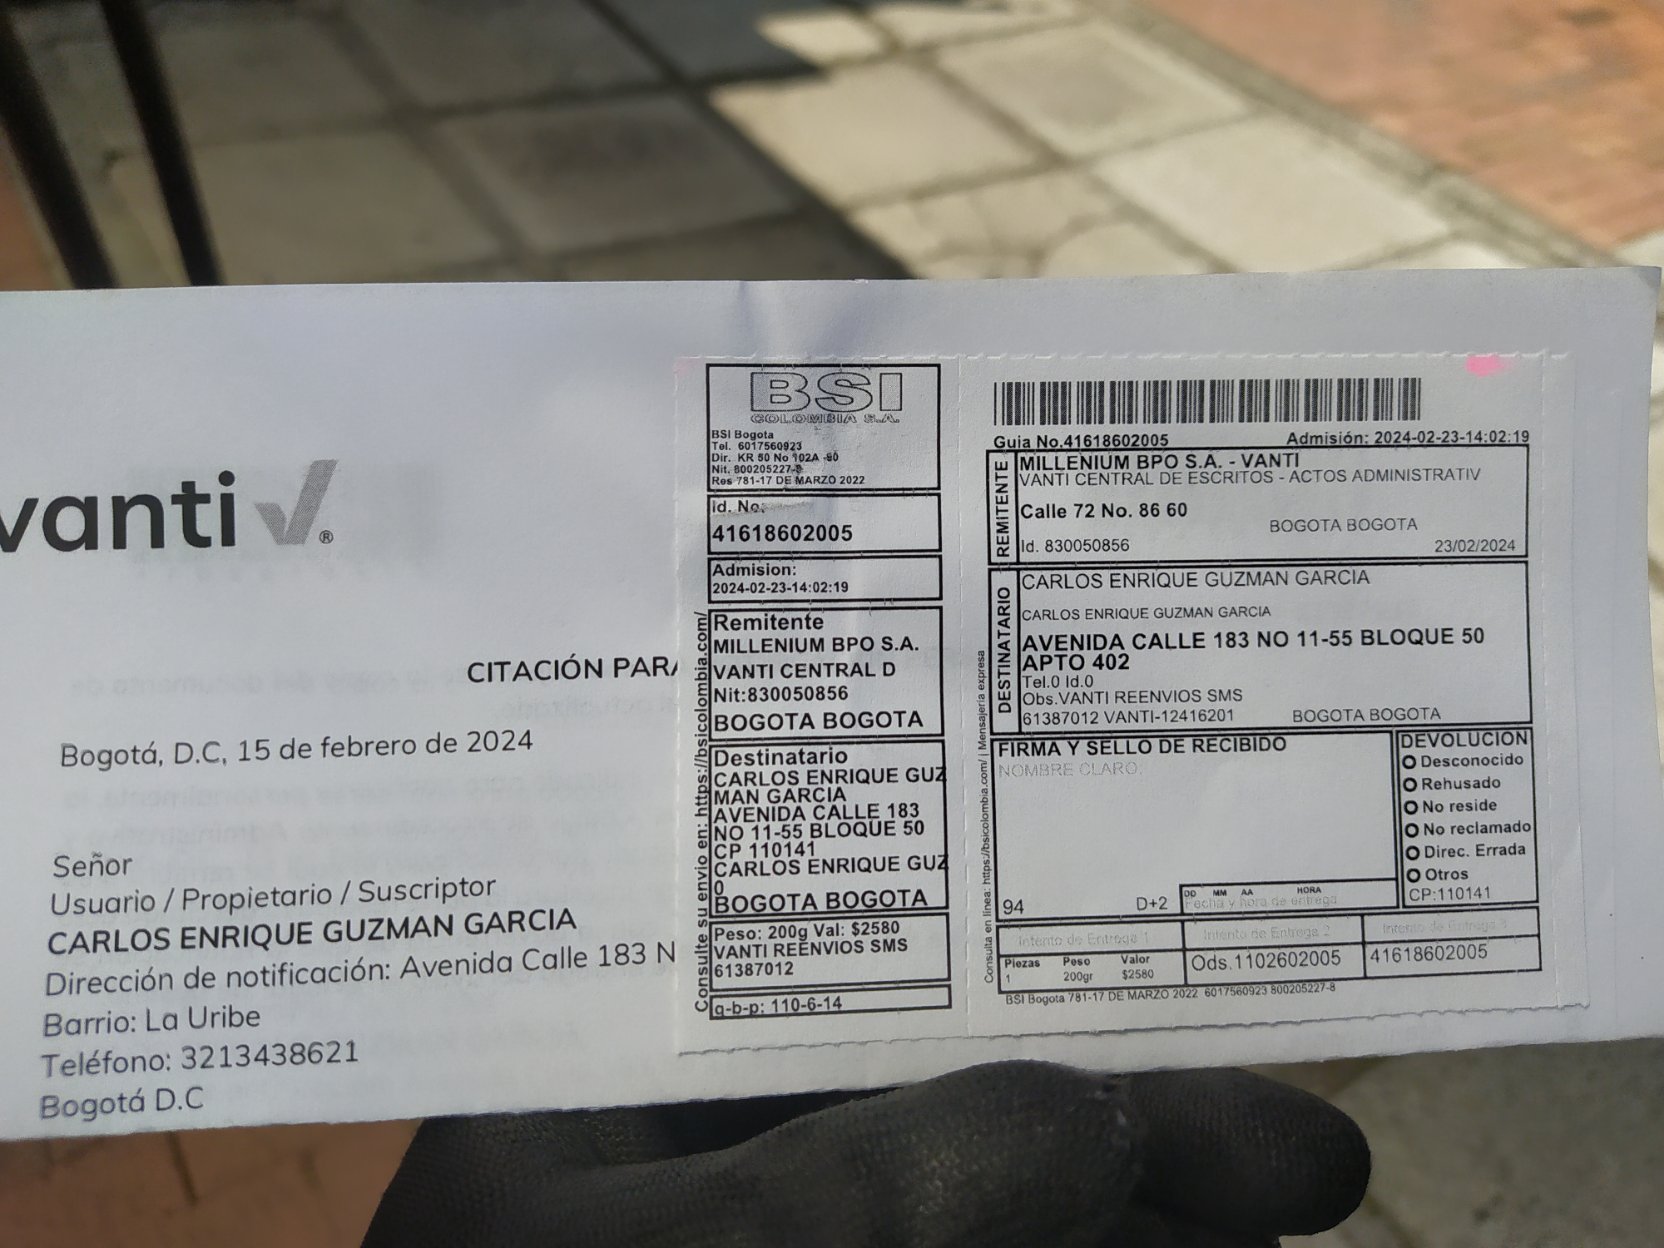 vanti ®
CITACIÓN PARA
Bogotá, D.C, 15 de febrero de 2024
Señor
Usuario / Propietario / Suscriptor
CARLOS ENRIQUE GUZMAN GARCIA
Dirección de notificación: Avenida Calle 183 N
Barrio: La Uribe
Teléfono: 3213438621
Bogotá D.C
Consulte su envio en: https://bsicolombia.com/
BSI
COLOMBIA S.A.
BSI Bogota
Tel. 6017560923
Dir. KR 50 No 102A -80
Nit. 800205227-8
Res 781-17 DE MARZO 2022
Id. No:
41618602005
Admision:
2024-02-23-14:02:19
Remitente
MILLENIUM BPO S.A.
VANTI CENTRAL D
Nit:830050856
BOGOTA BOGOTA
Destinatario
CARLOS ENRIQUE GUZ
MAN GARCIA
AVENIDA CALLE 183
NO 11-55 BLOQUE 50
CP 110141
CARLOS ENRIQUE GUZ
0
BOGOTA BOGOTA
Peso: 200g Val: $2580
VANTI REENVIOS SMS
61387012
g-b-p: 110-6-14
Consulta en linea: https://bsicolombia.com/ | Mensajeria expresa
Guia No.41618602005 Admisión: 2024-02-23-14:02:19
REMITENTE
MILLENIUM BPO S.A. - VANTI
VANTI CENTRAL DE ESCRITOS - ACTOS ADMINISTRATIV
Calle 72 No. 86 60
BOGOTA BOGOTA
Id. 830050856 23/02/2024
DESTINATARIO
CARLOS ENRIQUE GUZMAN GARCIA
CARLOS ENRIQUE GUZMAN GARCIA
AVENIDA CALLE 183 NO 11-55 BLOQUE 50
APTO 402
Tel.0 Id.0
Obs.VANTI REENVIOS SMS
61387012 VANTI-12416201 BOGOTA BOGOTA
FIRMA Y SELLO DE RECIBIDO
NOMBRE CLARO:
94 D+2
DD MM AA HORA
Fecha y hora de entrega
DEVOLUCION
Desconocido
Rehusado
No reside
No reclamado
Direc. Errada
Otros
CP:110141
Intento de Entrega 1 Intento de Entrega 2 Intento de Entrega 3
Piezas Peso Valor
1 200gr $2580
Ods.1102602005
41618602005
BSI Bogota 781-17 DE MARZO 2022 6017560923 800205227-8